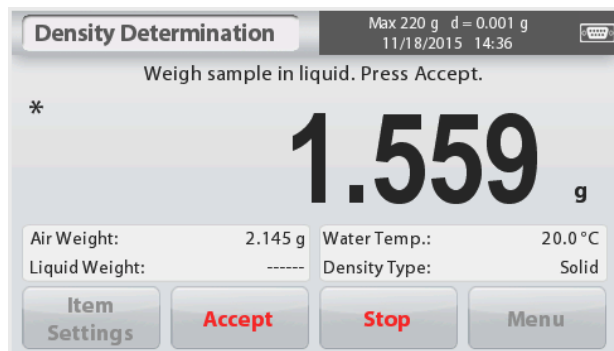 Density Determination
Max 220 g d = 0.001 g
11/18/2015 14:36
Weigh sample in liquid. Press Accept.
*
1.559 g
Air Weight: 2.145 g Water Temp.: 20.0 °C
Liquid Weight: ------ Density Type: Solid
Item Settings Accept Stop Menu